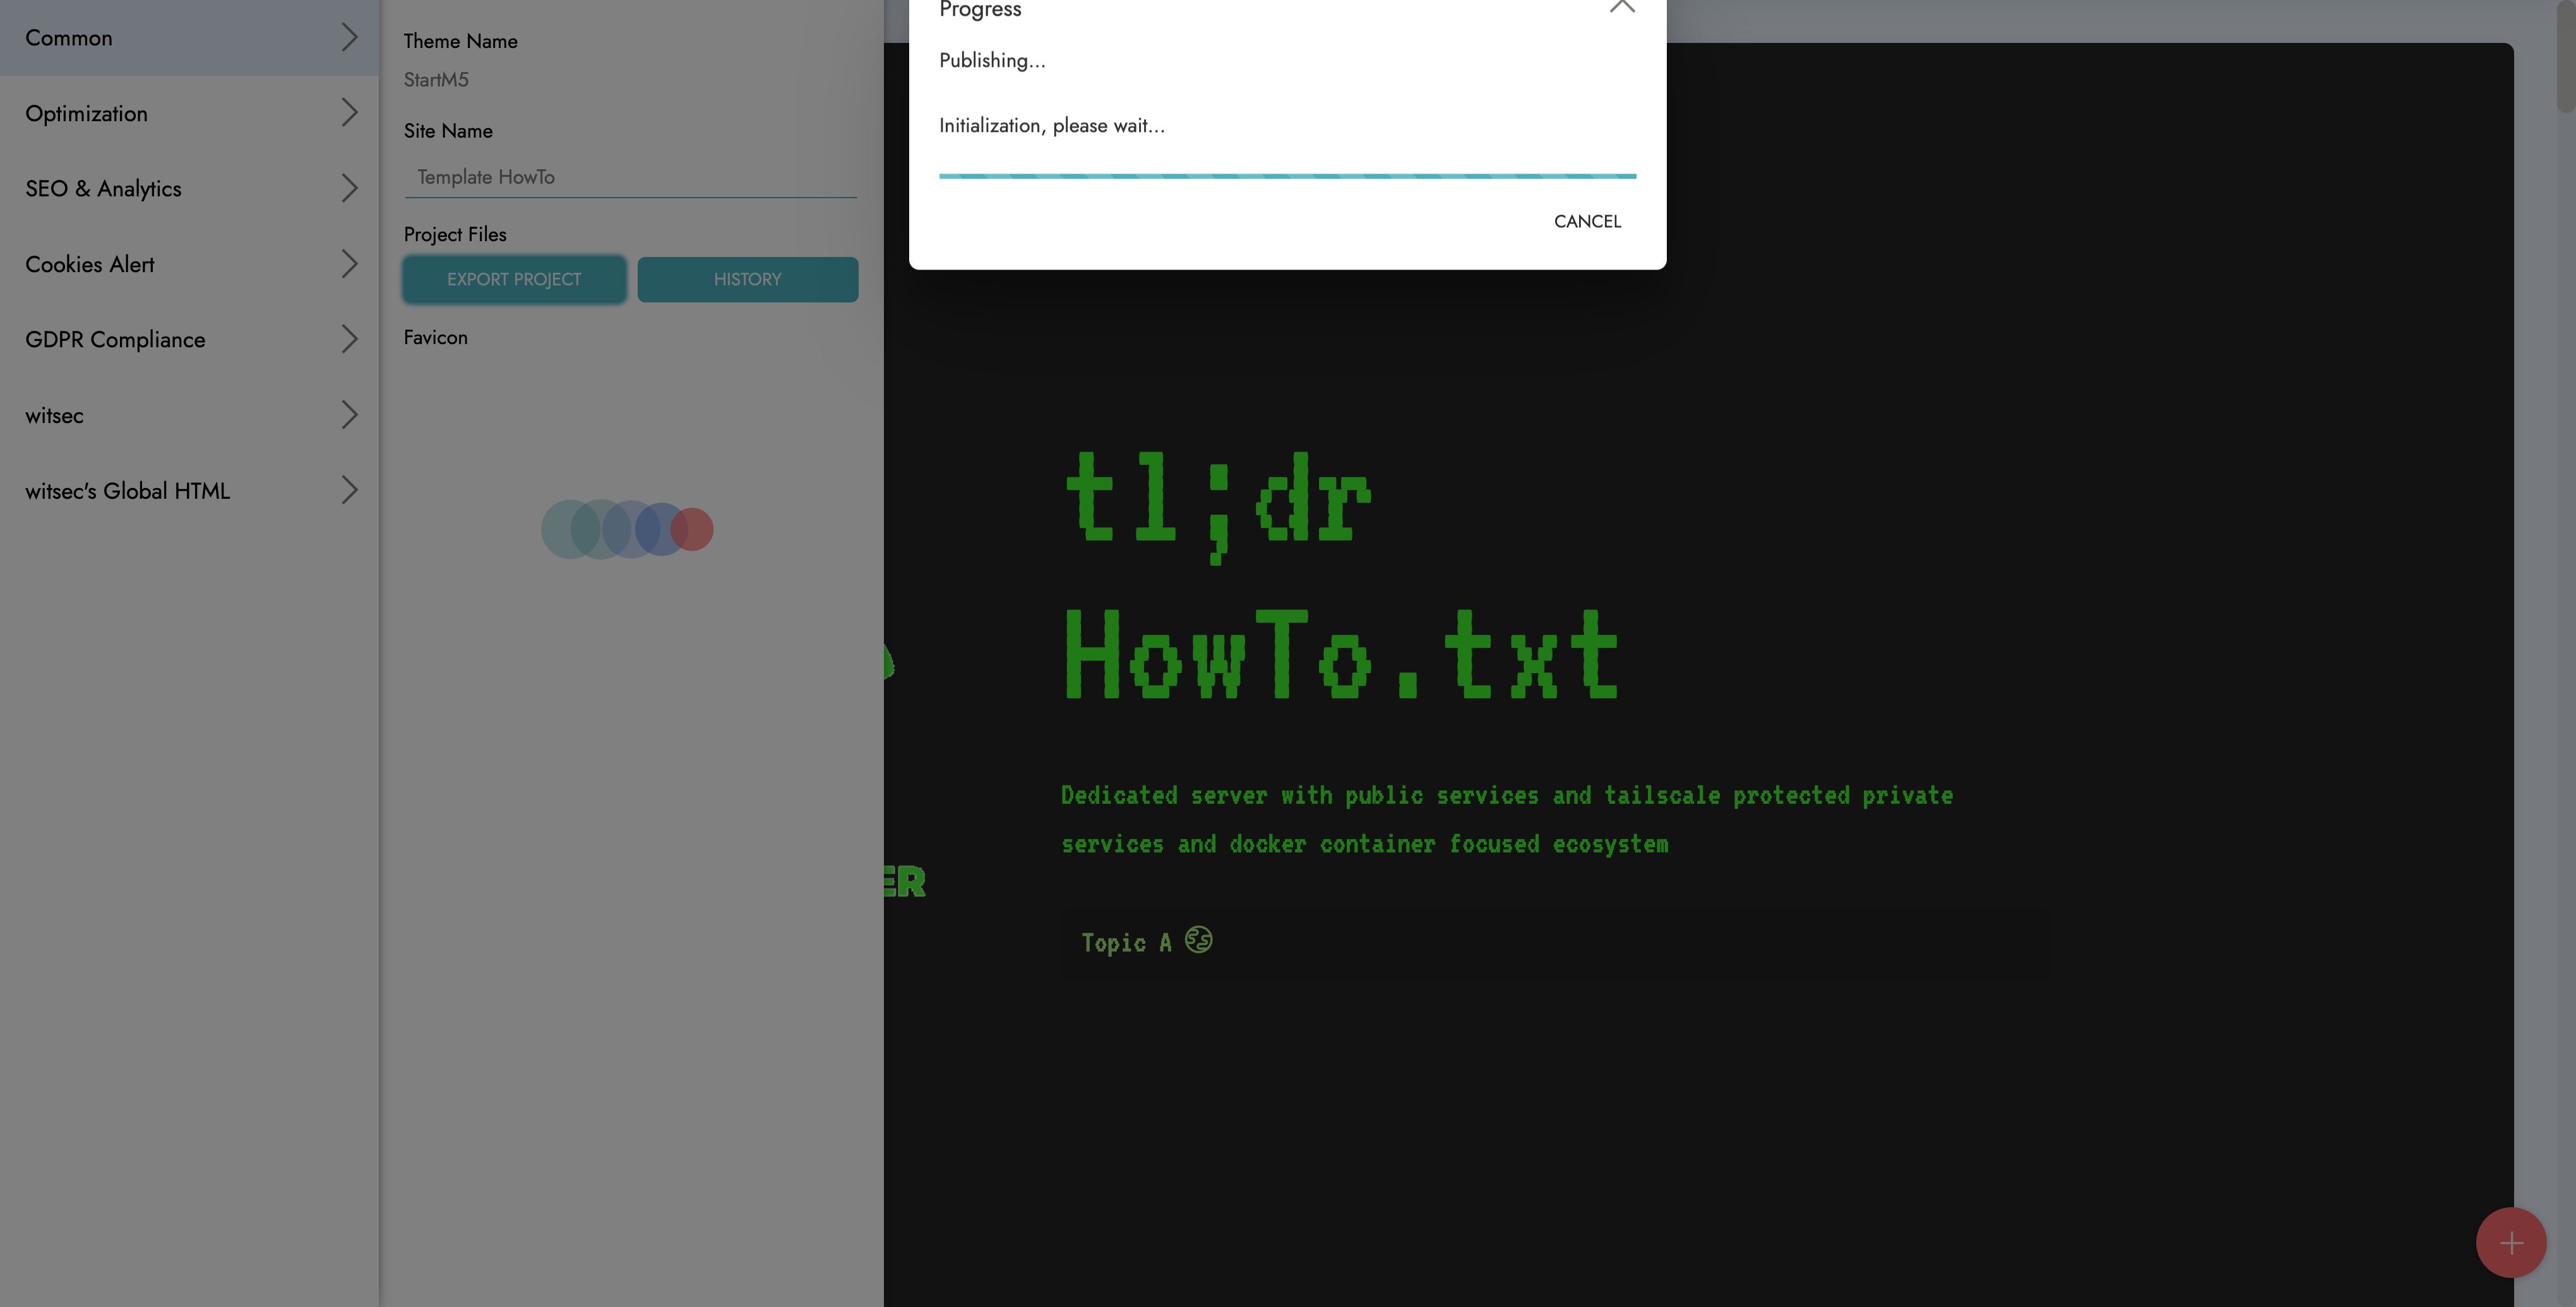 Common
Optimization
SEO & Analytics
Cookies Alert
GDPR Compliance
witsec
witsec's Global HTML
Theme Name
StartM5
Site Name
Template HowTo
Project Files
EXPORT PROJECT
HISTORY
Favicon
Progress
Publishing...
Initialization, please wait...
CANCEL
tl;dr
HowTo.txt
Dedicated server with public services and tailscale protected private
services and docker container focused ecosystem
ER
Topic A